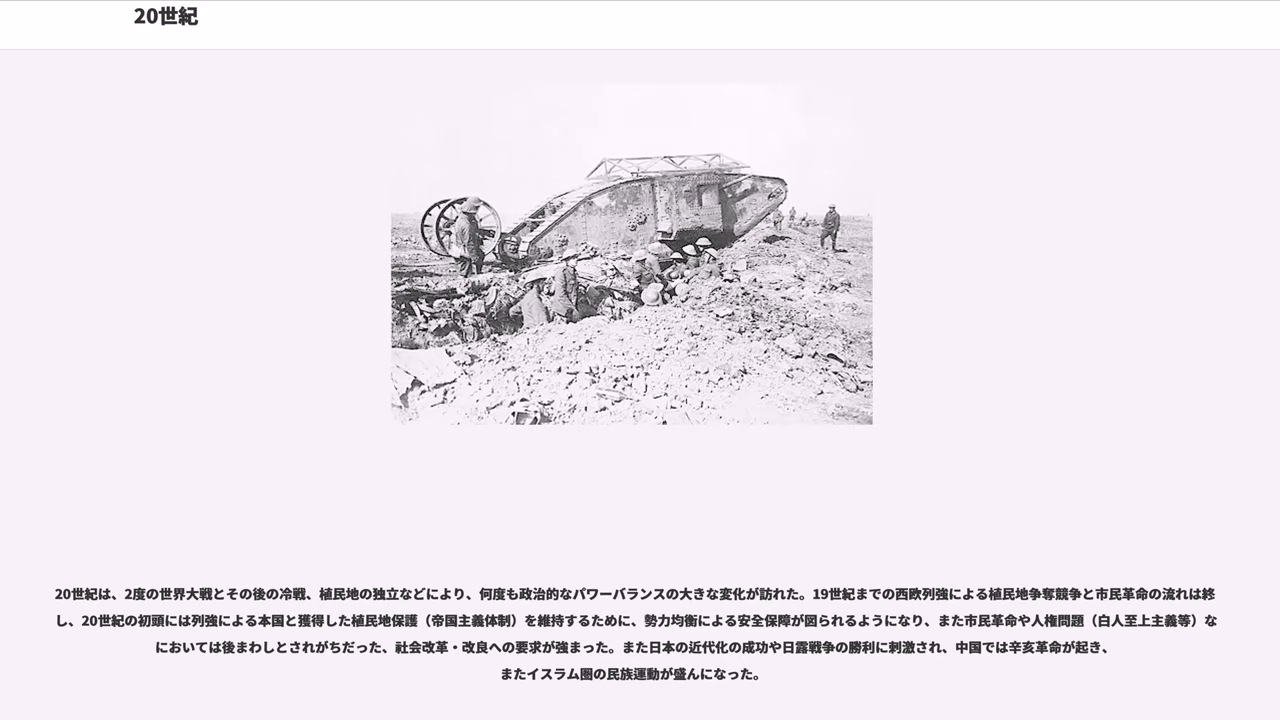 20世紀
20世紀は、2度の世界大戦とその後の冷戦、植民地の独立などにより、何度も政治的なパワーバランスの大きな変化が訪れた。19世紀までの西欧列強による植民地争奪競争と市民革命の流れは終
し、20世紀の初頭には列強による本国と獲得した植民地保護（帝国主義体制）を維持するために、勢力均衡による安全保障が図られるようになり、また市民革命や人権問題（白人至上主義等）な
においては後まわしとされがちだった、社会改革・改良への要求が強まった。また日本の近代化の成功や日露戦争の勝利に刺激され、中国では辛亥革命が起き、
またイスラム圏の民族運動が盛んになった。